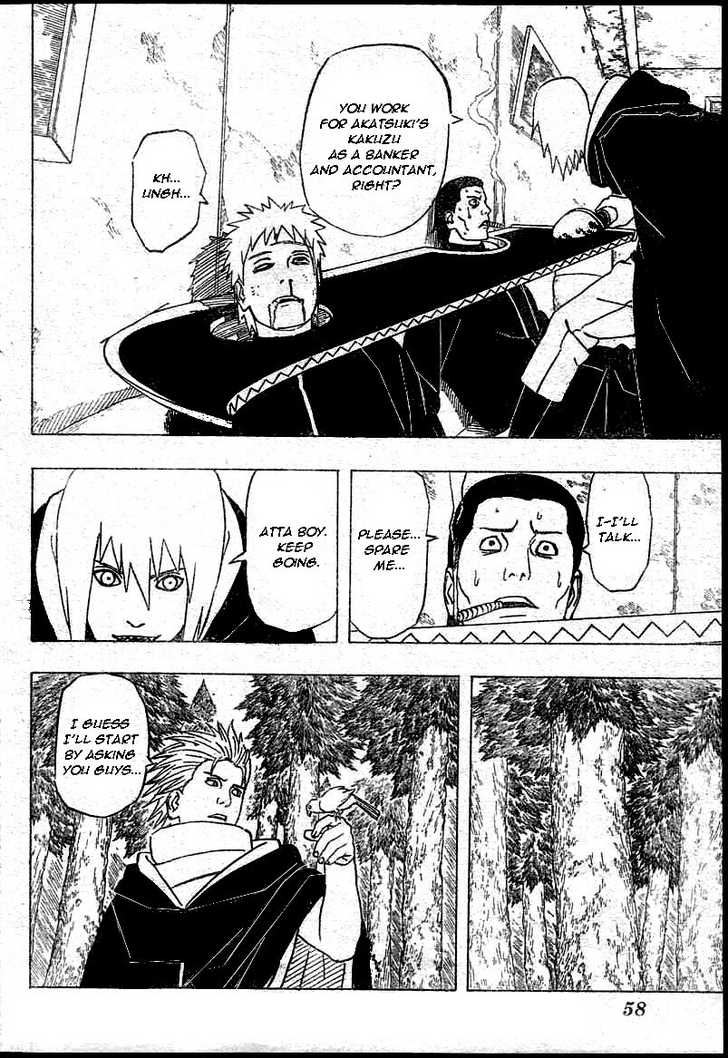 YOU WORK
FOR AKATSUKI'S
KAKUZU
AS A BANKER
AND ACCOUNTANT,
RIGHT?
KH...
UNGH...
I-I'LL
TALK...
PLEASE...
SPARE
ME...
ATTA BOY.
KEEP
GOING.
I GUESS
I'LL START
BY ASKING
YOU GUYS...
58